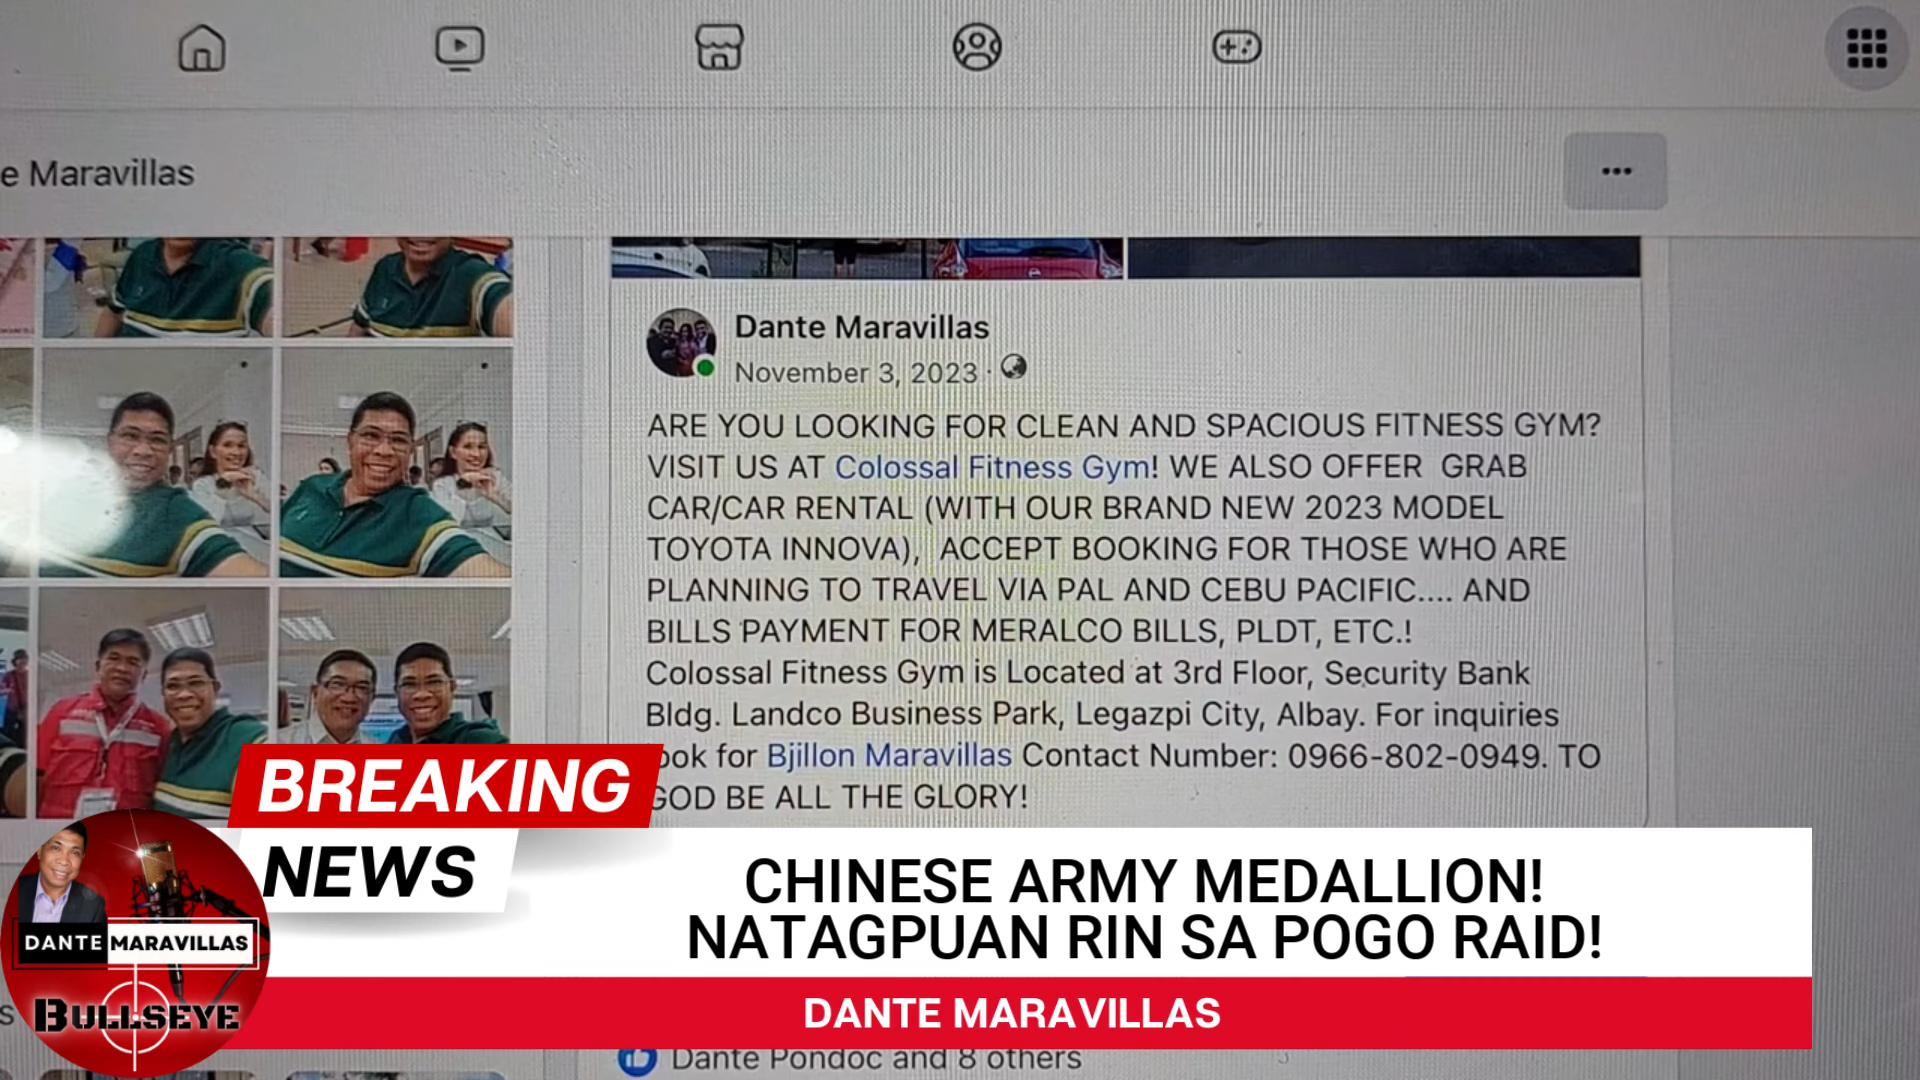 e Maravillas
Dante Maravillas
November 3, 2023 ·
ARE YOU LOOKING FOR CLEAN AND SPACIOUS FITNESS GYM?
VISIT US AT Colossal Fitness Gym! WE ALSO OFFER GRAB
CAR/CAR RENTAL (WITH OUR BRAND NEW 2023 MODEL
TOYOTA INNOVA), ACCEPT BOOKING FOR THOSE WHO ARE
PLANNING TO TRAVEL VIA PAL AND CEBU PACIFIC.... AND
BILLS PAYMENT FOR MERALCO BILLS, PLDT, ETC.!
Colossal Fitness Gym is Located at 3rd Floor, Security Bank
Bldg. Landco Business Park, Legazpi City, Albay. For inquiries
ook for Bjillon Maravillas Contact Number: 0966-802-0949. TO
GOD BE ALL THE GLORY!
BREAKING
NEWS
CHINESE ARMY MEDALLION!
NATAGPUAN RIN SA POGO RAID!
DANTE MARAVILLAS
DANTE MARAVILLAS
BULLSEYE
s
Dante Pondoc and 8 others